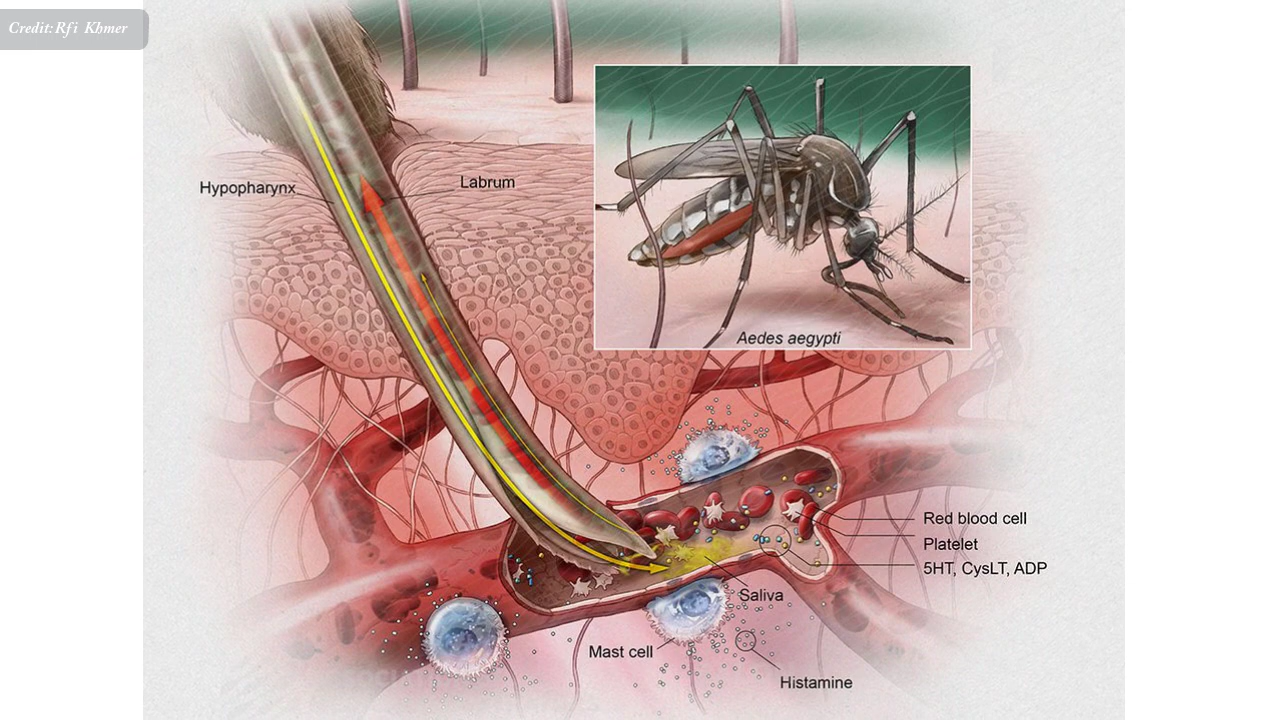 Credit:Rfi Khmer
Hypopharynx
Labrum
Aedes aegypti
Red blood cell
Platelet
5HT, CysLT, ADP
Saliva
Mast cell
Histamine